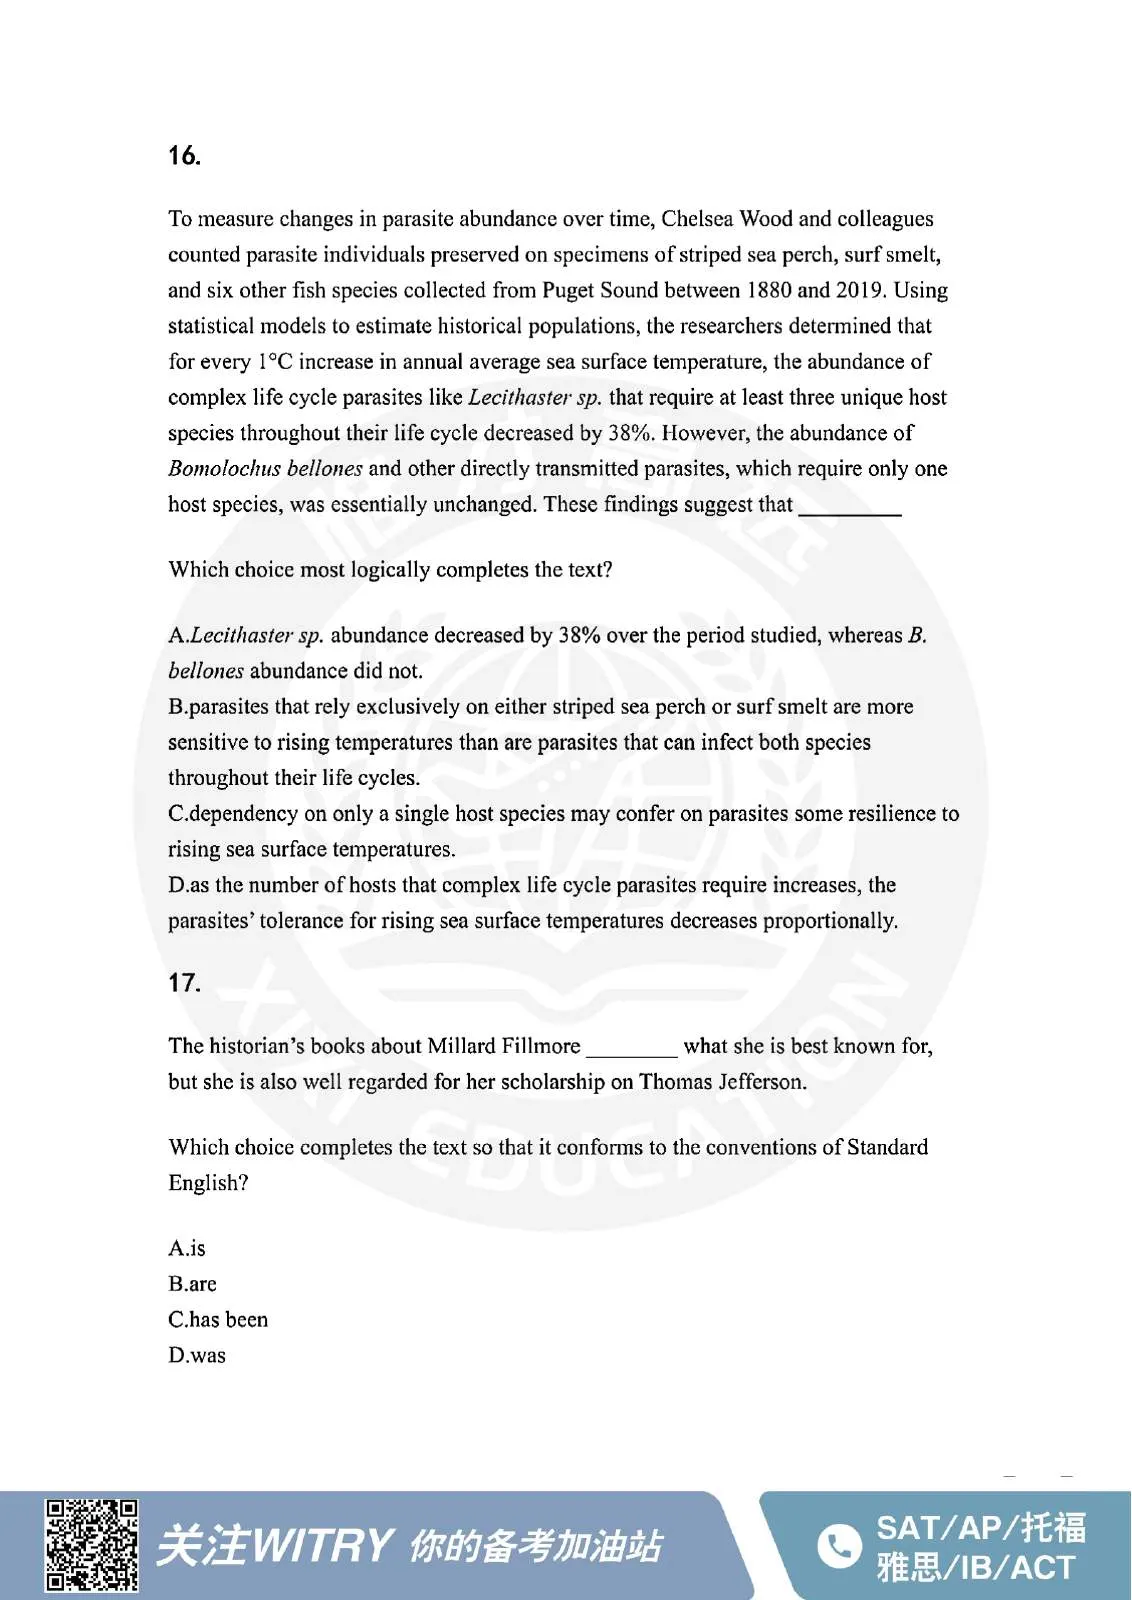 16.
To measure changes in parasite abundance over time, Chelsea Wood and colleagues
counted parasite individuals preserved on specimens of striped sea perch, surf smelt,
and six other fish species collected from Puget Sound between 1880 and 2019. Using
statistical models to estimate historical populations, the researchers determined that
for every 1°C increase in annual average sea surface temperature, the abundance of
complex life cycle parasites like Lecithaster sp. that require at least three unique host
species throughout their life cycle decreased by 38%. However, the abundance of
Bomolochus bellones and other directly transmitted parasites, which require only one
host species, was essentially unchanged. These findings suggest that ________
Which choice most logically completes the text?
A.Lecithaster sp. abundance decreased by 38% over the period studied, whereas B.
bellones abundance did not.
B.parasites that rely exclusively on either striped sea perch or surf smelt are more
sensitive to rising temperatures than are parasites that can infect both species
throughout their life cycles.
C.dependency on only a single host species may confer on parasites some resilience to
rising sea surface temperatures.
D.as the number of hosts that complex life cycle parasites require increases, the
parasites’ tolerance for rising sea surface temperatures decreases proportionally.
17.
The historian’s books about Millard Fillmore ________ what she is best known for,
but she is also well regarded for her scholarship on Thomas Jefferson.
Which choice completes the text so that it conforms to the conventions of Standard
English?
A.is
B.are
C.has been
D.was
XIXI EDUCATION
关注WITRY 你的备考加油站
SAT/AP/托福
雅思/IB/ACT